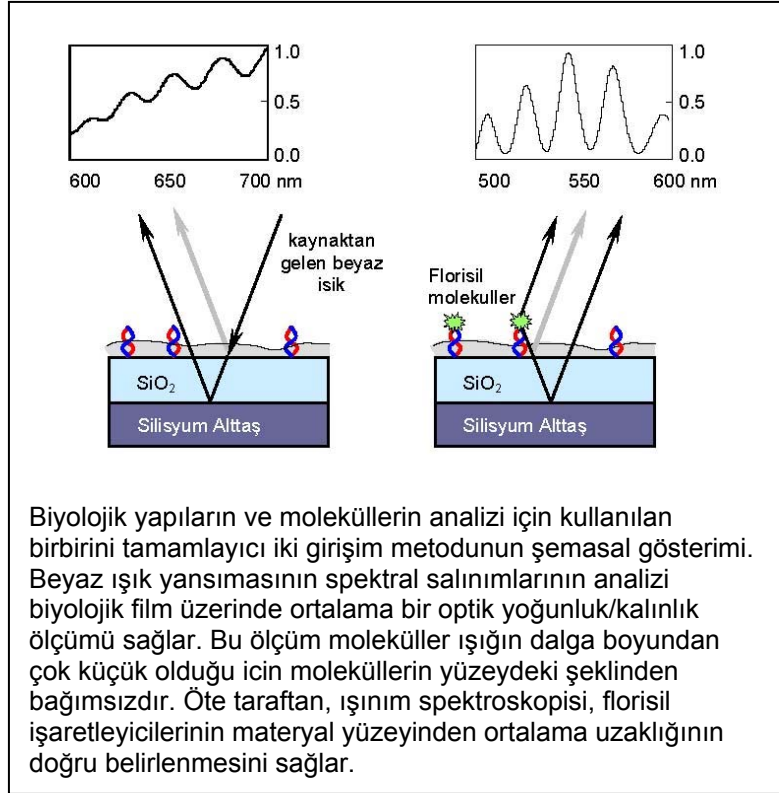 1.0
0.5
0.0
600 650 700 nm
1.0
0.5
0.0
500 550 600 nm
kaynaktan
gelen beyaz
isik
SiO2
Silisyum Alttaş
Florisil
molekuller
SiO2
Silisyum Alttaş
Biyolojik yapıların ve moleküllerin analizi için kullanılan
birbirini tamamlayıcı iki girişim metodunun şemasal gösterimi.
Beyaz ışık yansımasının spektral salınımlarının analizi
biyolojik film üzerinde ortalama bir optik yoğunluk/kalınlık
ölçümü sağlar. Bu ölçüm moleküller ışığın dalga boyundan
çok küçük olduğu icin moleküllerin yüzeydeki şeklinden
bağımsızdır. Öte taraftan, ışınım spektroskopisi, florisil
işaretleyicilerinin materyal yüzeyinden ortalama uzaklığının
doğru belirlenmesini sağlar.